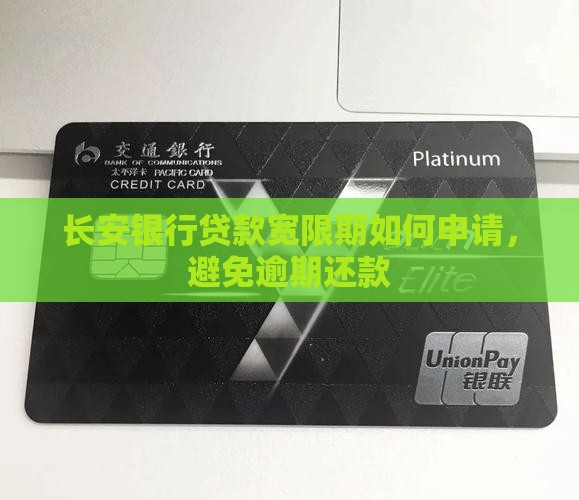 交通銀行
BANK OF COMMUNICATIONS
太平洋卡 PACIFIC CARD
CREDIT CARD
Platinum
长安银行贷款宽限期如何申请，
避免逾期还款
Elite
UnionPay
银联